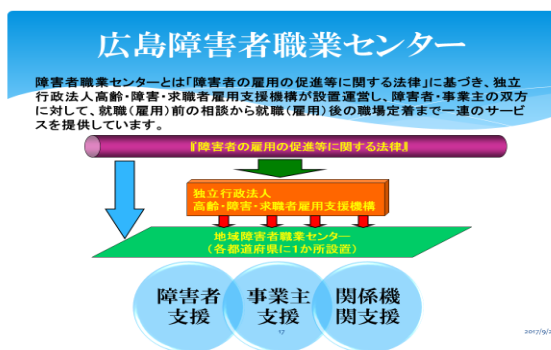 広島障害者職業センター
障害者職業センターとは「障害者の雇用の促進等に関する法律」に基づき、独立
行政法人高齢・障害・求職者雇用支援機構が設置運営し、障害者・事業主の双方
に対して、就職（雇用）前の相談から就職（雇用）後の職場定着まで一連のサービ
スを提供しています。
『障害者の雇用の促進等に関する法律』
独立行政法人
高齢・障害・求職者雇用支援機構
地域障害者職業センター
（各都道府県に1か所設置）
障害者
支援
事業主
支援
関係機
関支援
17